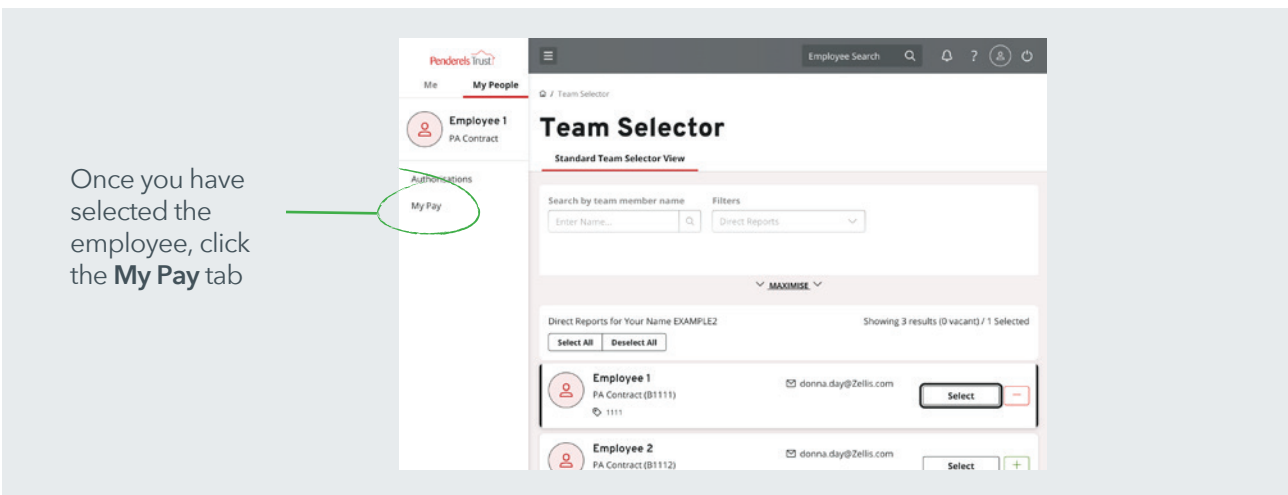 Once you have
selected the
employee, click
the My Pay tab
Penderels Trust
Me My People
Employee 1
PA Contract
Authorisations
My Pay
Employee Search
?
/ Team Selector
Team Selector
Standard Team Selector View
Search by team member name Filters
Enter Name... Direct Reports
MAXIMISE
Direct Reports for Your Name EXAMPLE2 Showing 3 results (0 vacant) / 1 Selected
Select All Deselect All
Employee 1
PA Contract (B1111)
1111
donna.day@Zellis.com
Select
Employee 2
PA Contract (B1112)
donna.day@Zellis.com
Select